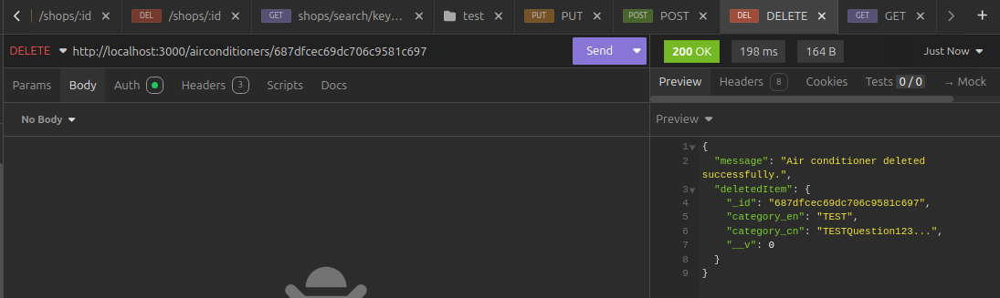 /shops/:id DEL /shops/:id GET shops/search/key... test PUT PUT POST POST DEL DELETE GET GET
DELETE http://localhost:3000/airconditioners/687dfcec69dc706c9581c697 Send 200 OK 198 ms 164 B Just Now
Params Body Auth Headers 3 Scripts Docs Preview Headers 8 Cookies Tests 0 / 0 → Mock
No Body Preview
1 {
2 "message": "Air conditioner deleted
successfully.",
3 "deletedItem": {
4 "_id": "687dfcec69dc706c9581c697",
5 "category_en": "TEST",
6 "category_cn": "TESTQuestion123...",
7 "__v": 0
8 }
9 }